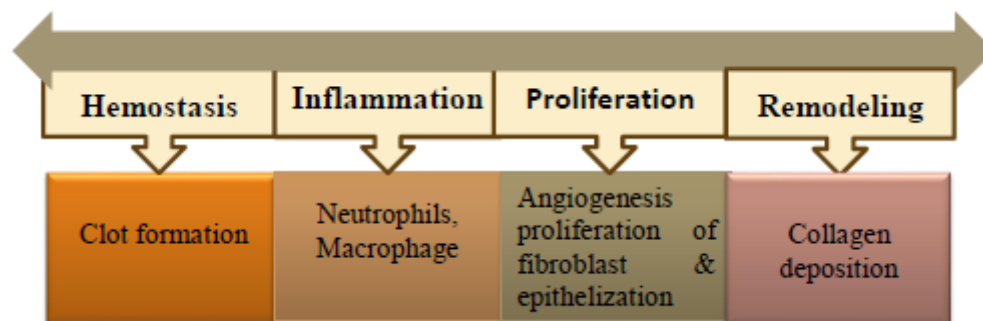 Hemostasis
Inflammation
Proliferation
Remodeling
Clot formation
Neutrophils,
Macrophage
Angiogenesis
proliferation of
fibroblast &
epithelization
Collagen
deposition